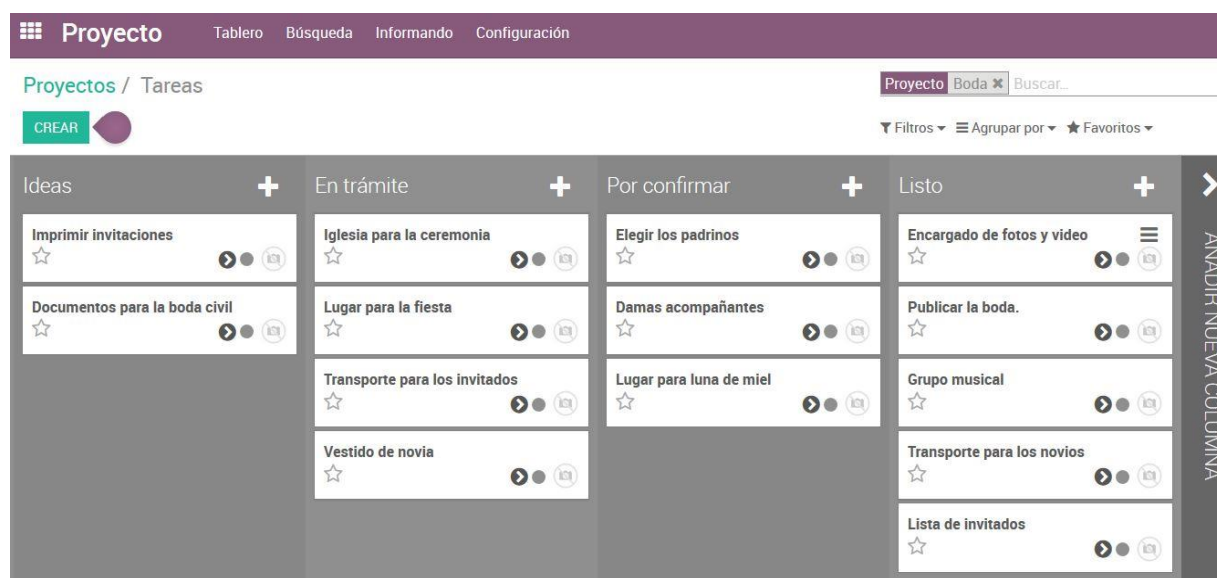 Proyecto Tablero Búsqueda Informando Configuración
Proyectos / Tareas
Proyecto Boda ✖ Buscar...
CREAR
Filtros Agrupar por Favoritos
Ideas
Imprimir invitaciones
Documentos para la boda civil
En trámite
Iglesia para la ceremonia
Lugar para la fiesta
Transporte para los invitados
Vestido de novia
Por confirmar
Elegir los padrinos
Damas acompañantes
Lugar para luna de miel
Listo
Encargado de fotos y video
Publicar la boda.
Grupo musical
Transporte para los novios
Lista de invitados
AÑADIR NUEVA COLUMNA